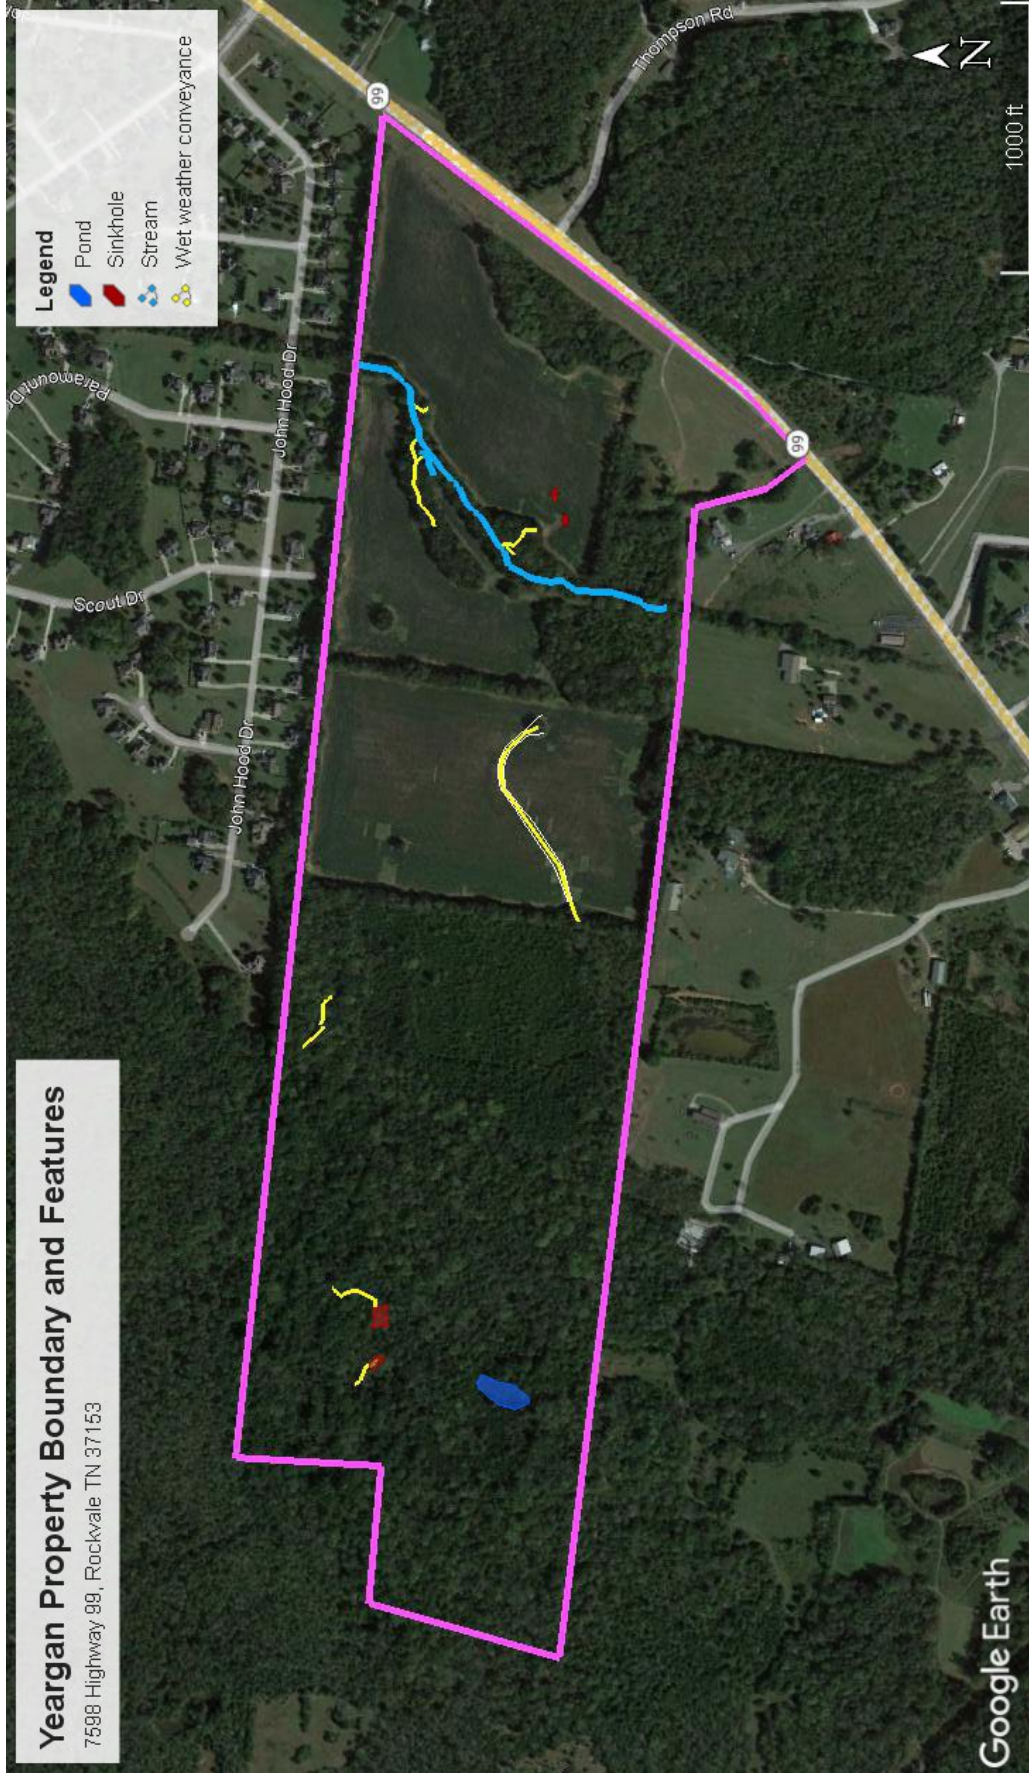 Yeargan Property Boundary and Features
7598 Highway 99, Rockvale TN 37153
Legend
Pond
Sinkhole
Stream
Wet weather conveyance
Paramount Dr
Scout Dr
John Hood Dr
John Hood Dr
Thompson Rd
99
99
Google Earth
N
1000 ft